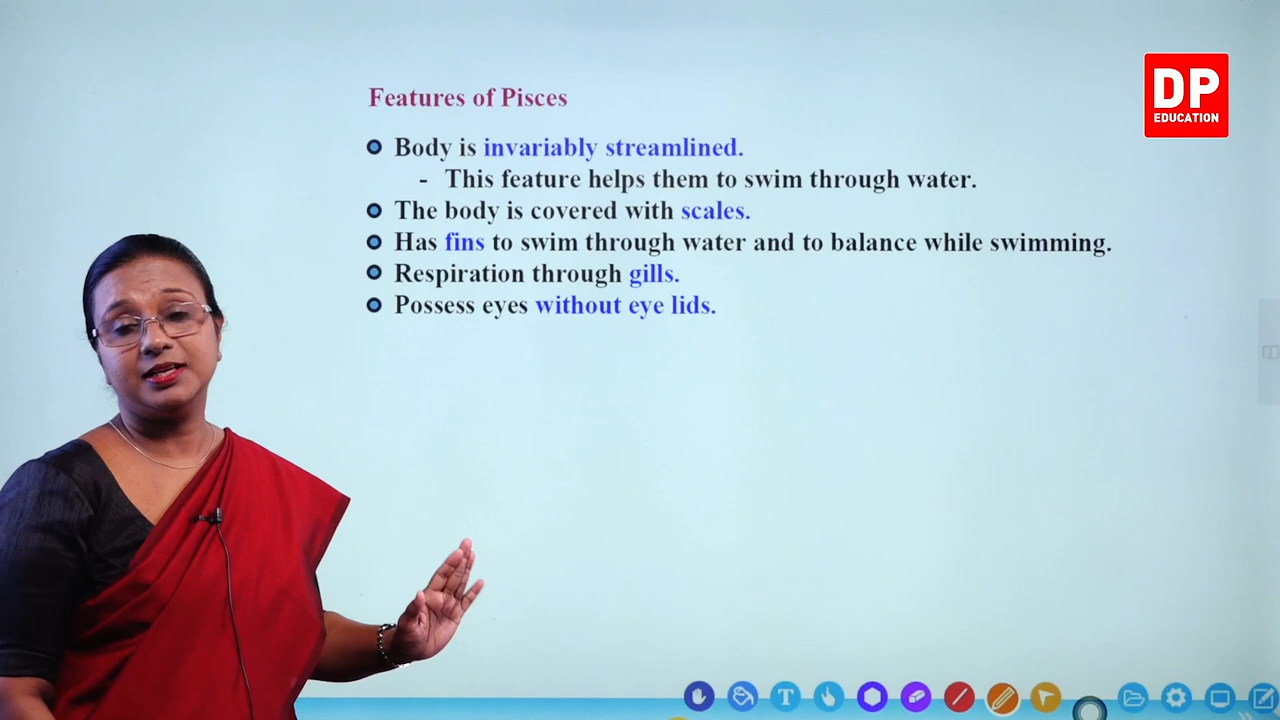 DP
EDUCATION
Features of Pisces
Body is invariably streamlined.
- This feature helps them to swim through water.
The body is covered with scales.
Has fins to swim through water and to balance while swimming.
Respiration through gills.
Possess eyes without eye lids.
T